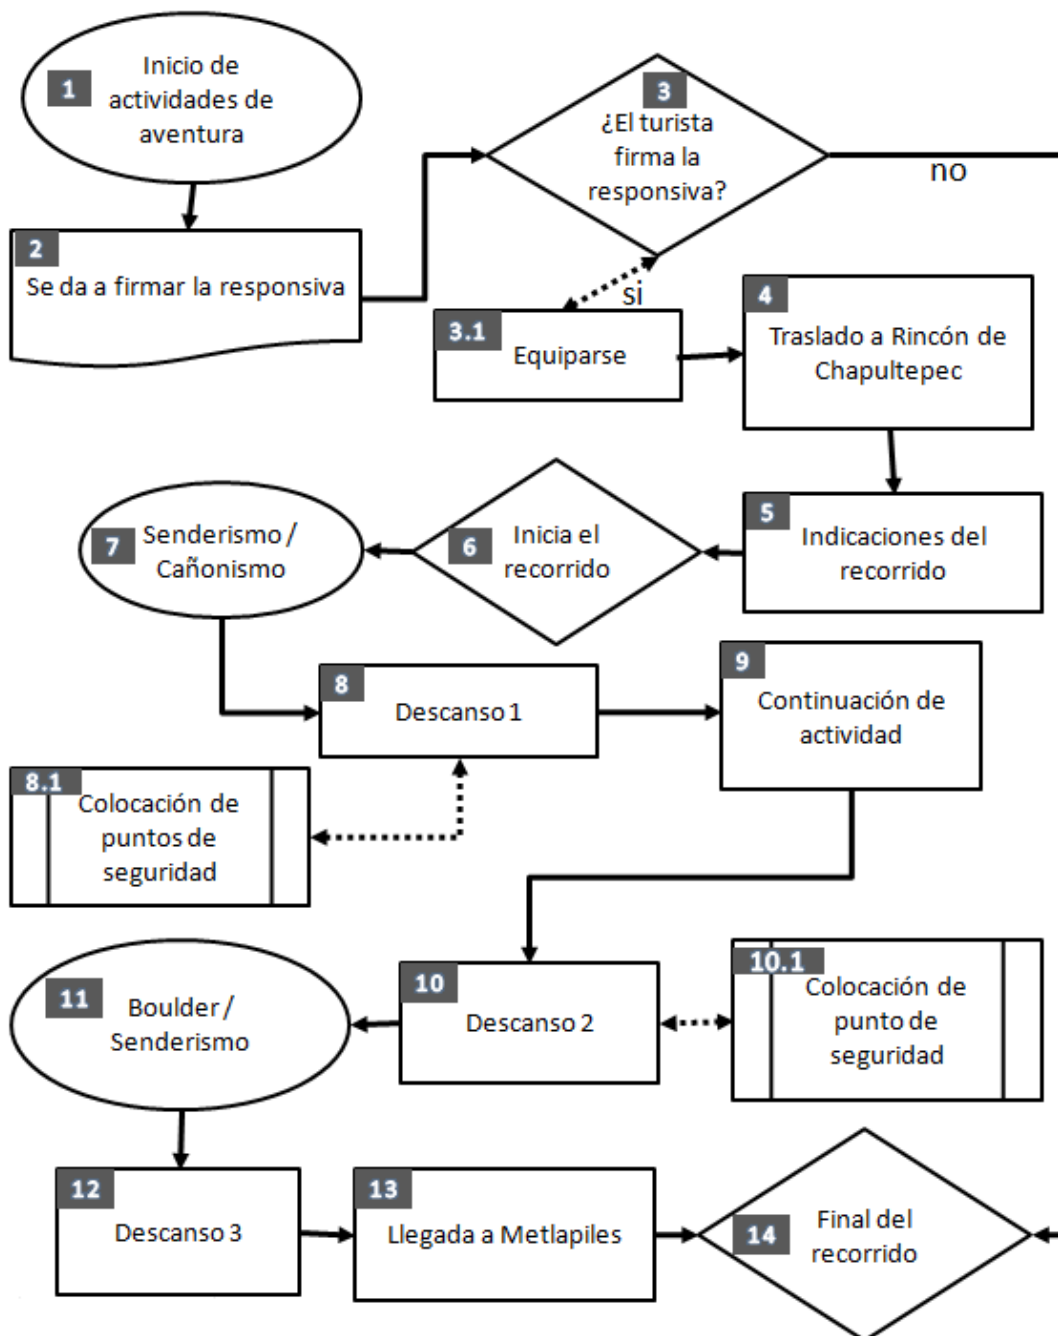 1
Inicio de
actividades de
aventura
2
Se da a firmar la responsiva
3
¿El turista
firma la
responsiva?
no
si
3.1
Equiparse
4
Traslado a Rincón de
Chapultepec
5
Indicaciones del
recorrido
6
Inicia el
recorrido
7
Senderismo /
Cañonismo
8
Descanso 1
8.1
Colocación de
puntos de
seguridad
9
Continuación de
actividad
10
Descanso 2
10.1
Colocación de
punto de
seguridad
11
Boulder /
Senderismo
12
Descanso 3
13
Llegada a Metlapiles
14
Final del
recorrido